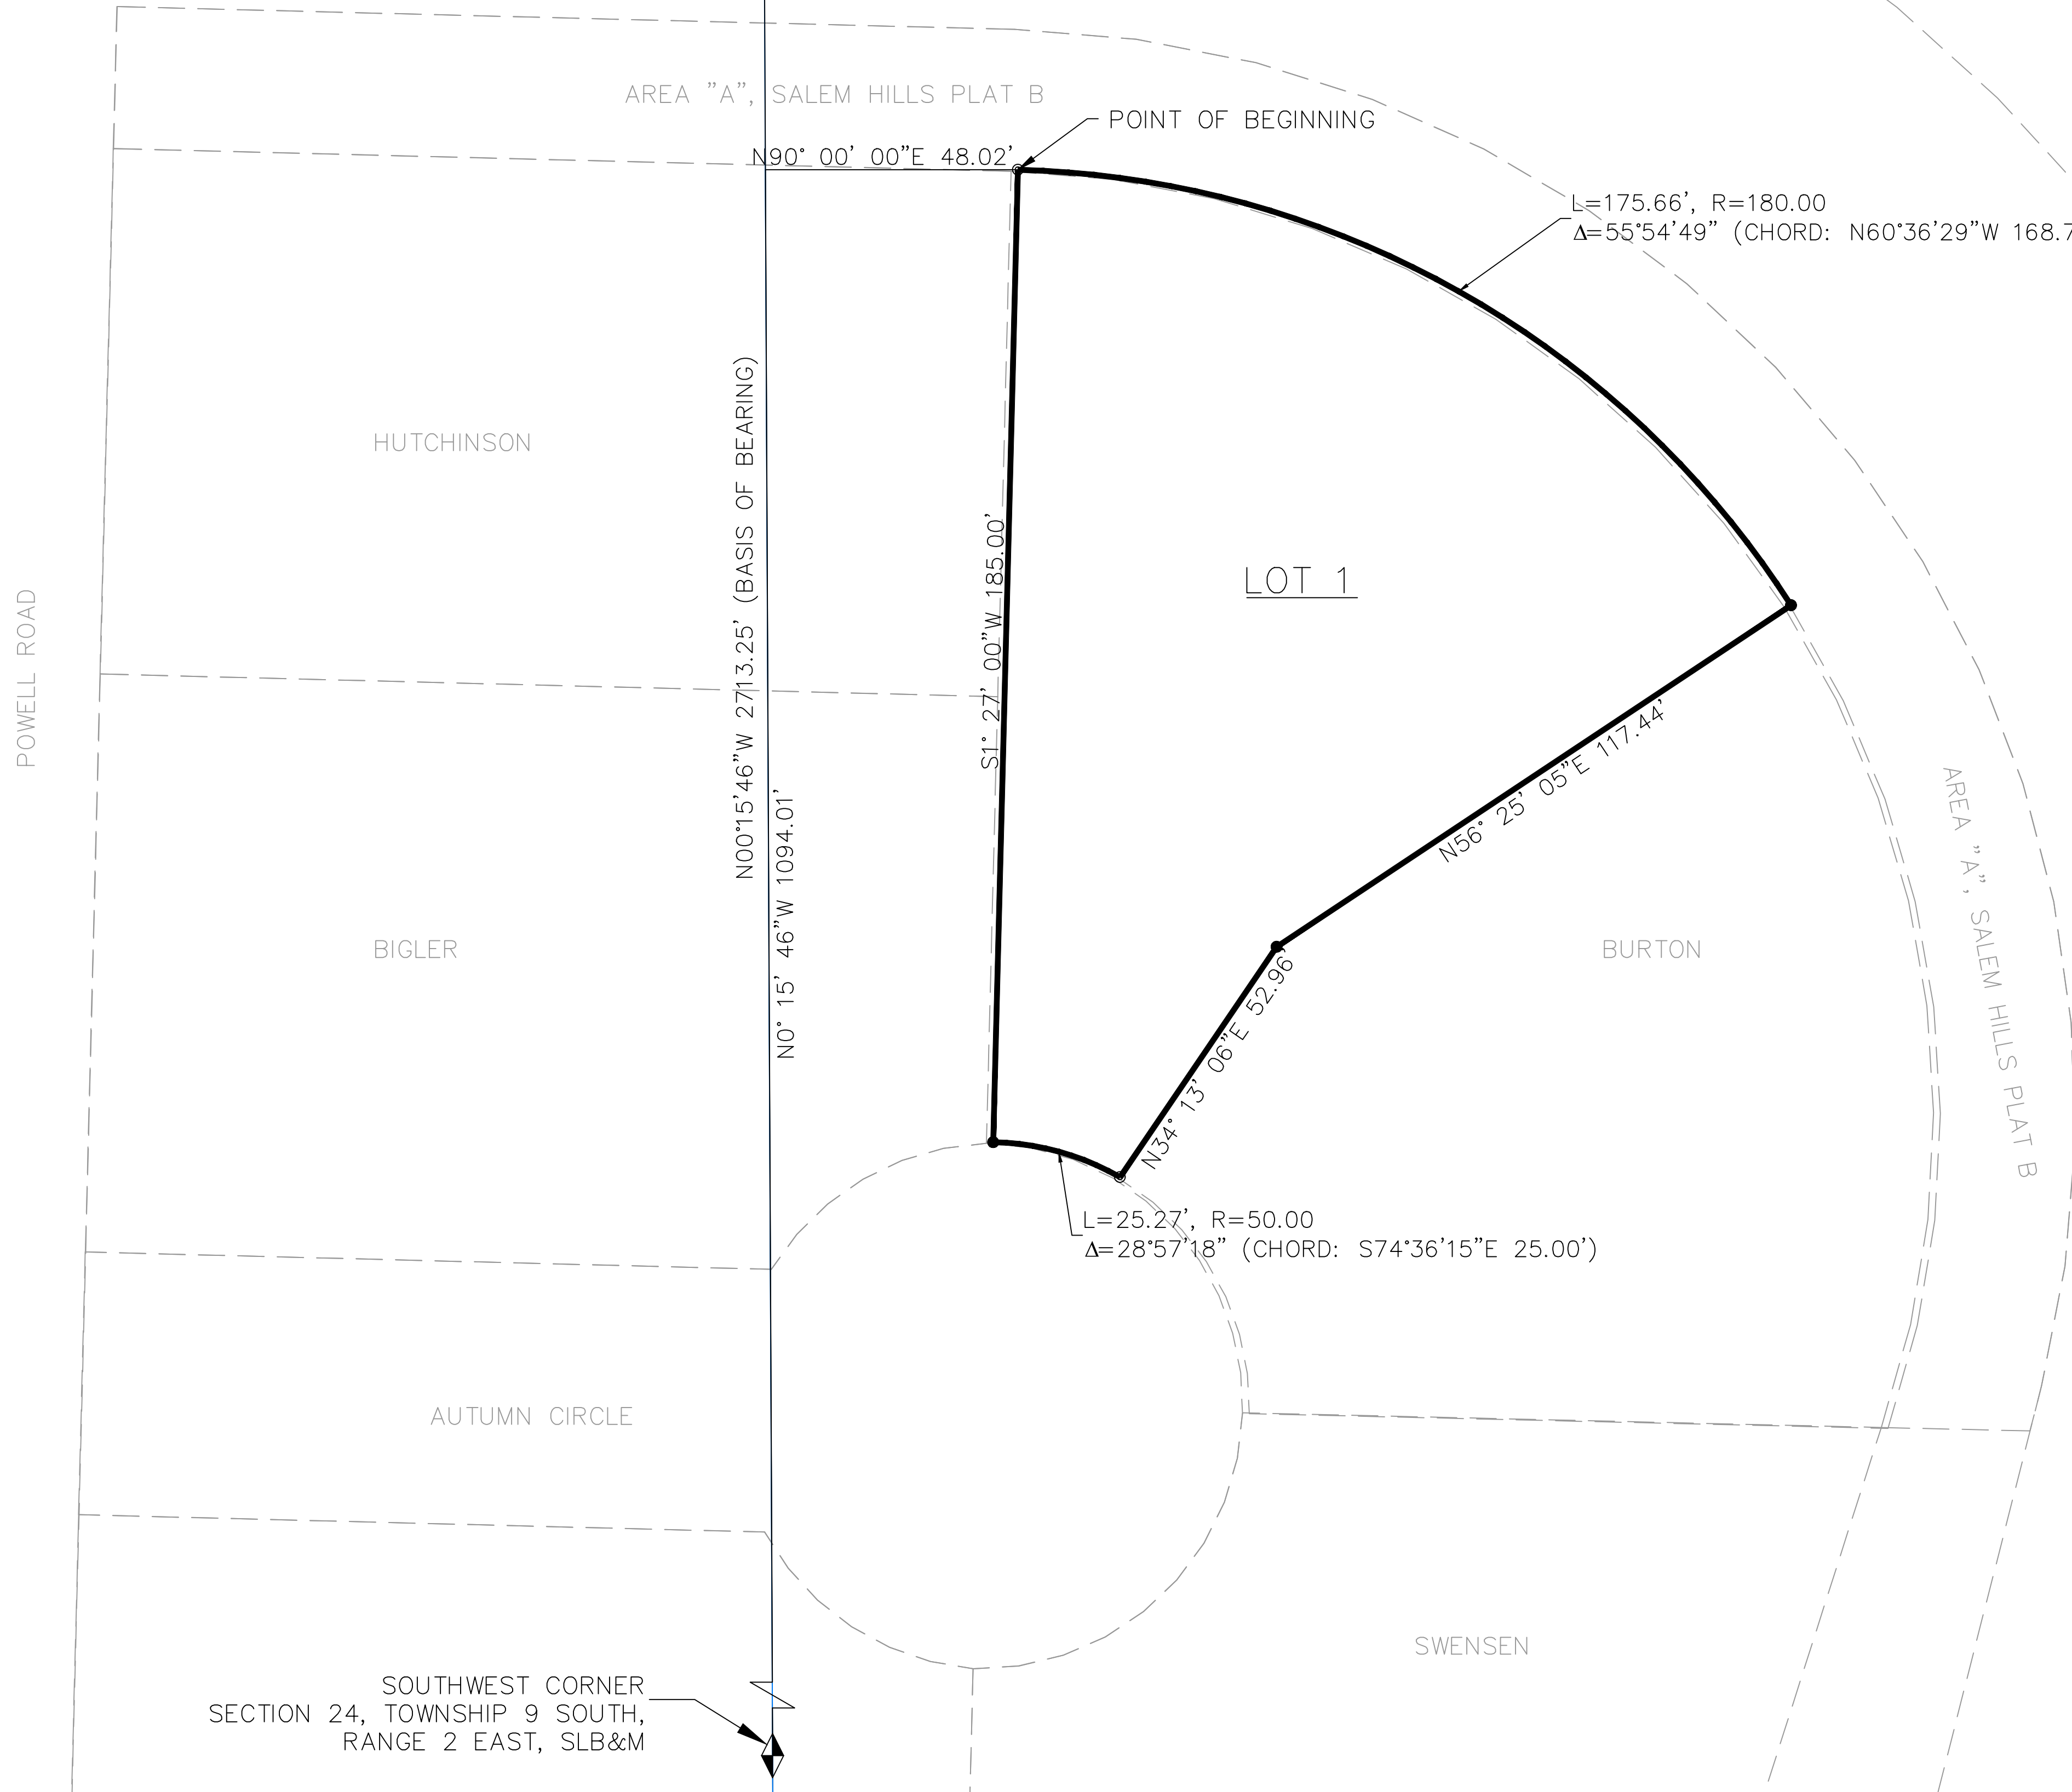 AREA "A", SALEM HILLS PLAT B
POINT OF BEGINNING
N90° 00' 00"E 48.02'
L=175.66', R=180.00
Δ=55°54'49" (CHORD: N60°36'29"W 168.7
HUTCHINSON
N00°15'46"W 2713.25' (BASIS OF BEARING)
S1° 27' 00"W 185.00'
LOT 1
POWELL ROAD
N56° 25' 05"E 117.44'
AREA "A", SALEM HILLS PLAT B
N0° 15' 46"W 1094.01'
BIGLER
BURTON
N34° 13' 06"E 52.96'
L=25.27', R=50.00
Δ=28°57'18" (CHORD: S74°36'15"E 25.00')
AUTUMN CIRCLE
SWENSEN
SOUTHWEST CORNER
SECTION 24, TOWNSHIP 9 SOUTH,
RANGE 2 EAST, SLB&M